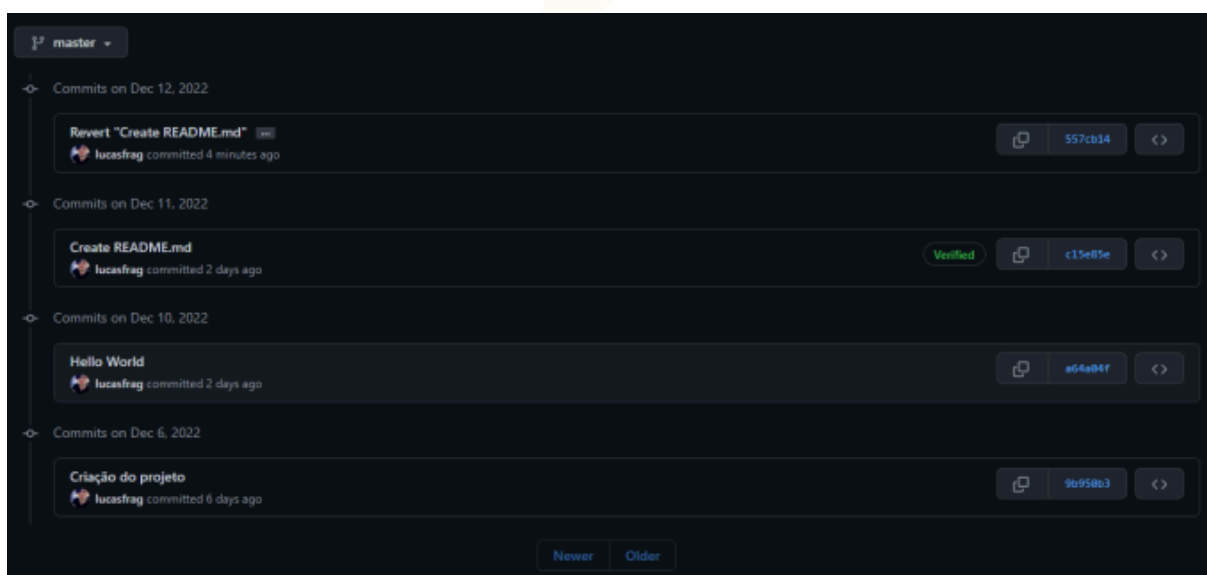 master
Commits on Dec 12, 2022
Revert "Create README.md" ...
lucasfrag committed 4 minutes ago
557cb14
Commits on Dec 11, 2022
Create README.md
lucasfrag committed 2 days ago
Verified
c15e85e
Commits on Dec 10, 2022
Hello World
lucasfrag committed 2 days ago
a64a04f
Commits on Dec 6, 2022
Criação do projeto
lucasfrag committed 6 days ago
9b950b3
Newer Older